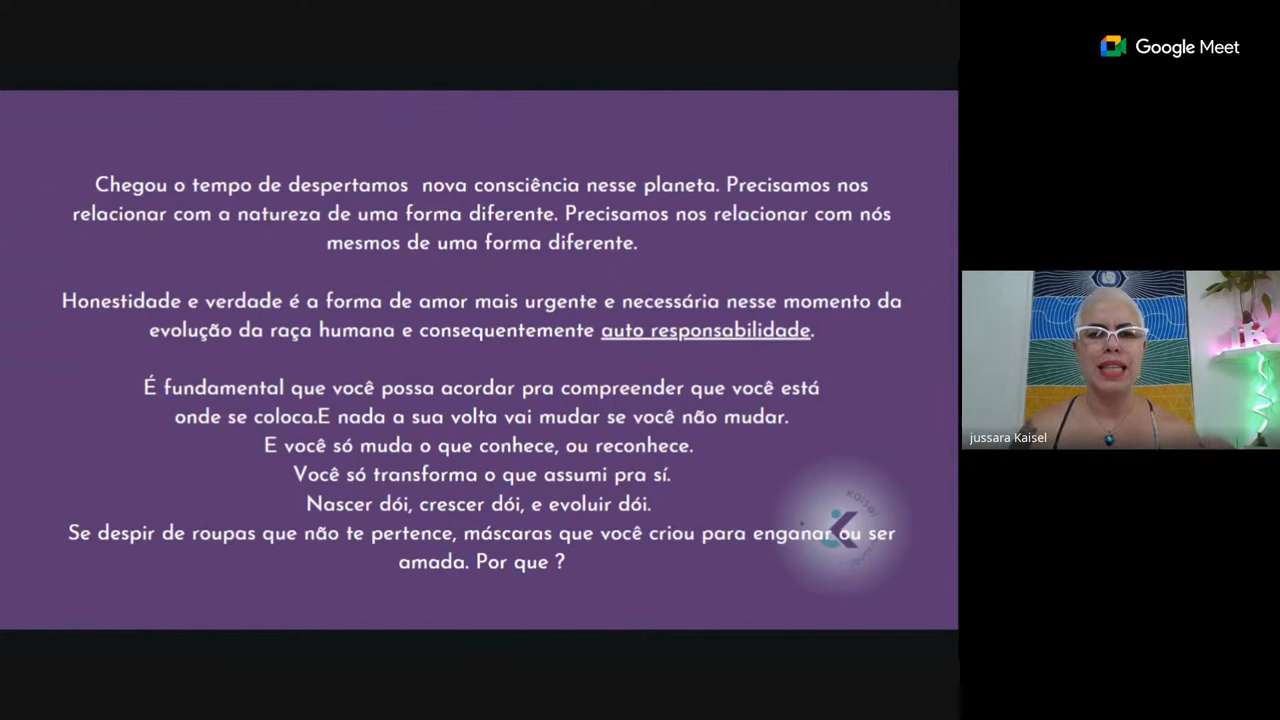 Google Meet
Chegou o tempo de despertamos nova consciência nesse planeta. Precisamos nos
relacionar com a natureza de uma forma diferente. Precisamos nos relacionar com nós
mesmos de uma forma diferente.
Honestidade e verdade é a forma de amor mais urgente e necessária nesse momento da
evolução da raça humana e consequentemente auto responsabilidade.
É fundamental que você possa acordar pra compreender que você está
onde se coloca.E nada a sua volta vai mudar se você não mudar.
E você só muda o que conhece, ou reconhece.
Você só transforma o que assumi pra sí.
Nascer dói, crescer dói, e evoluir dói.
Se despir de roupas que não te pertence, máscaras que você criou para enganar ou ser
amada. Por que ?
jussara Kaisel